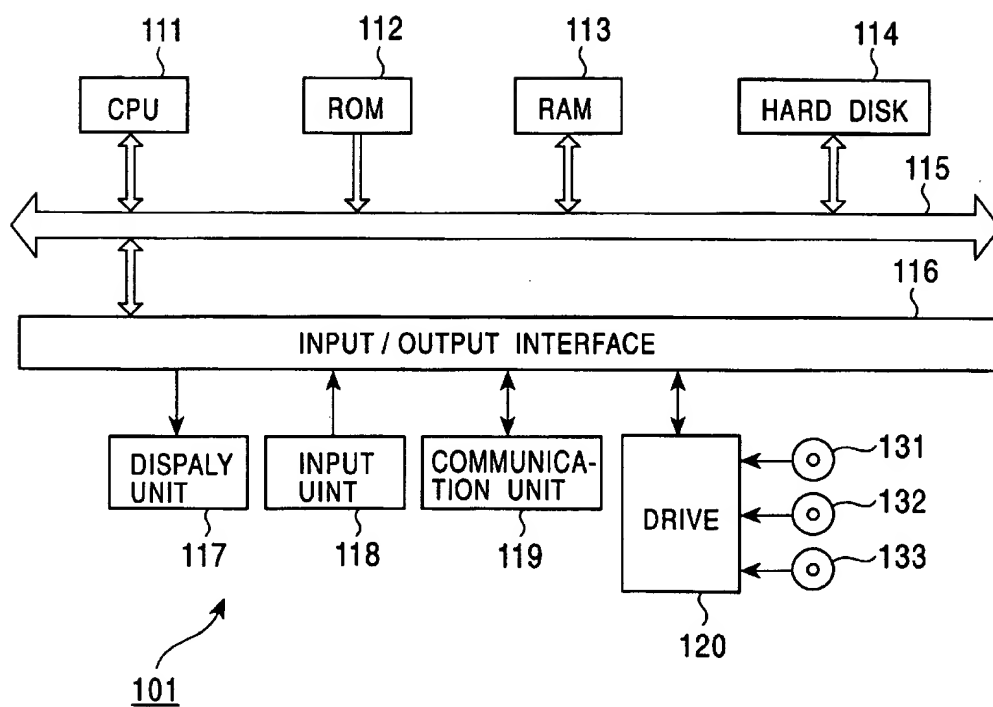 111
112
113
114
CPU
ROM
RAM
HARD DISK
115
116
INPUT / OUTPUT INTERFACE
DISPALY
UNIT
INPUT
UINT
COMMUNICA-
TION UNIT
DRIVE
131
132
133
117
118
119
120
101